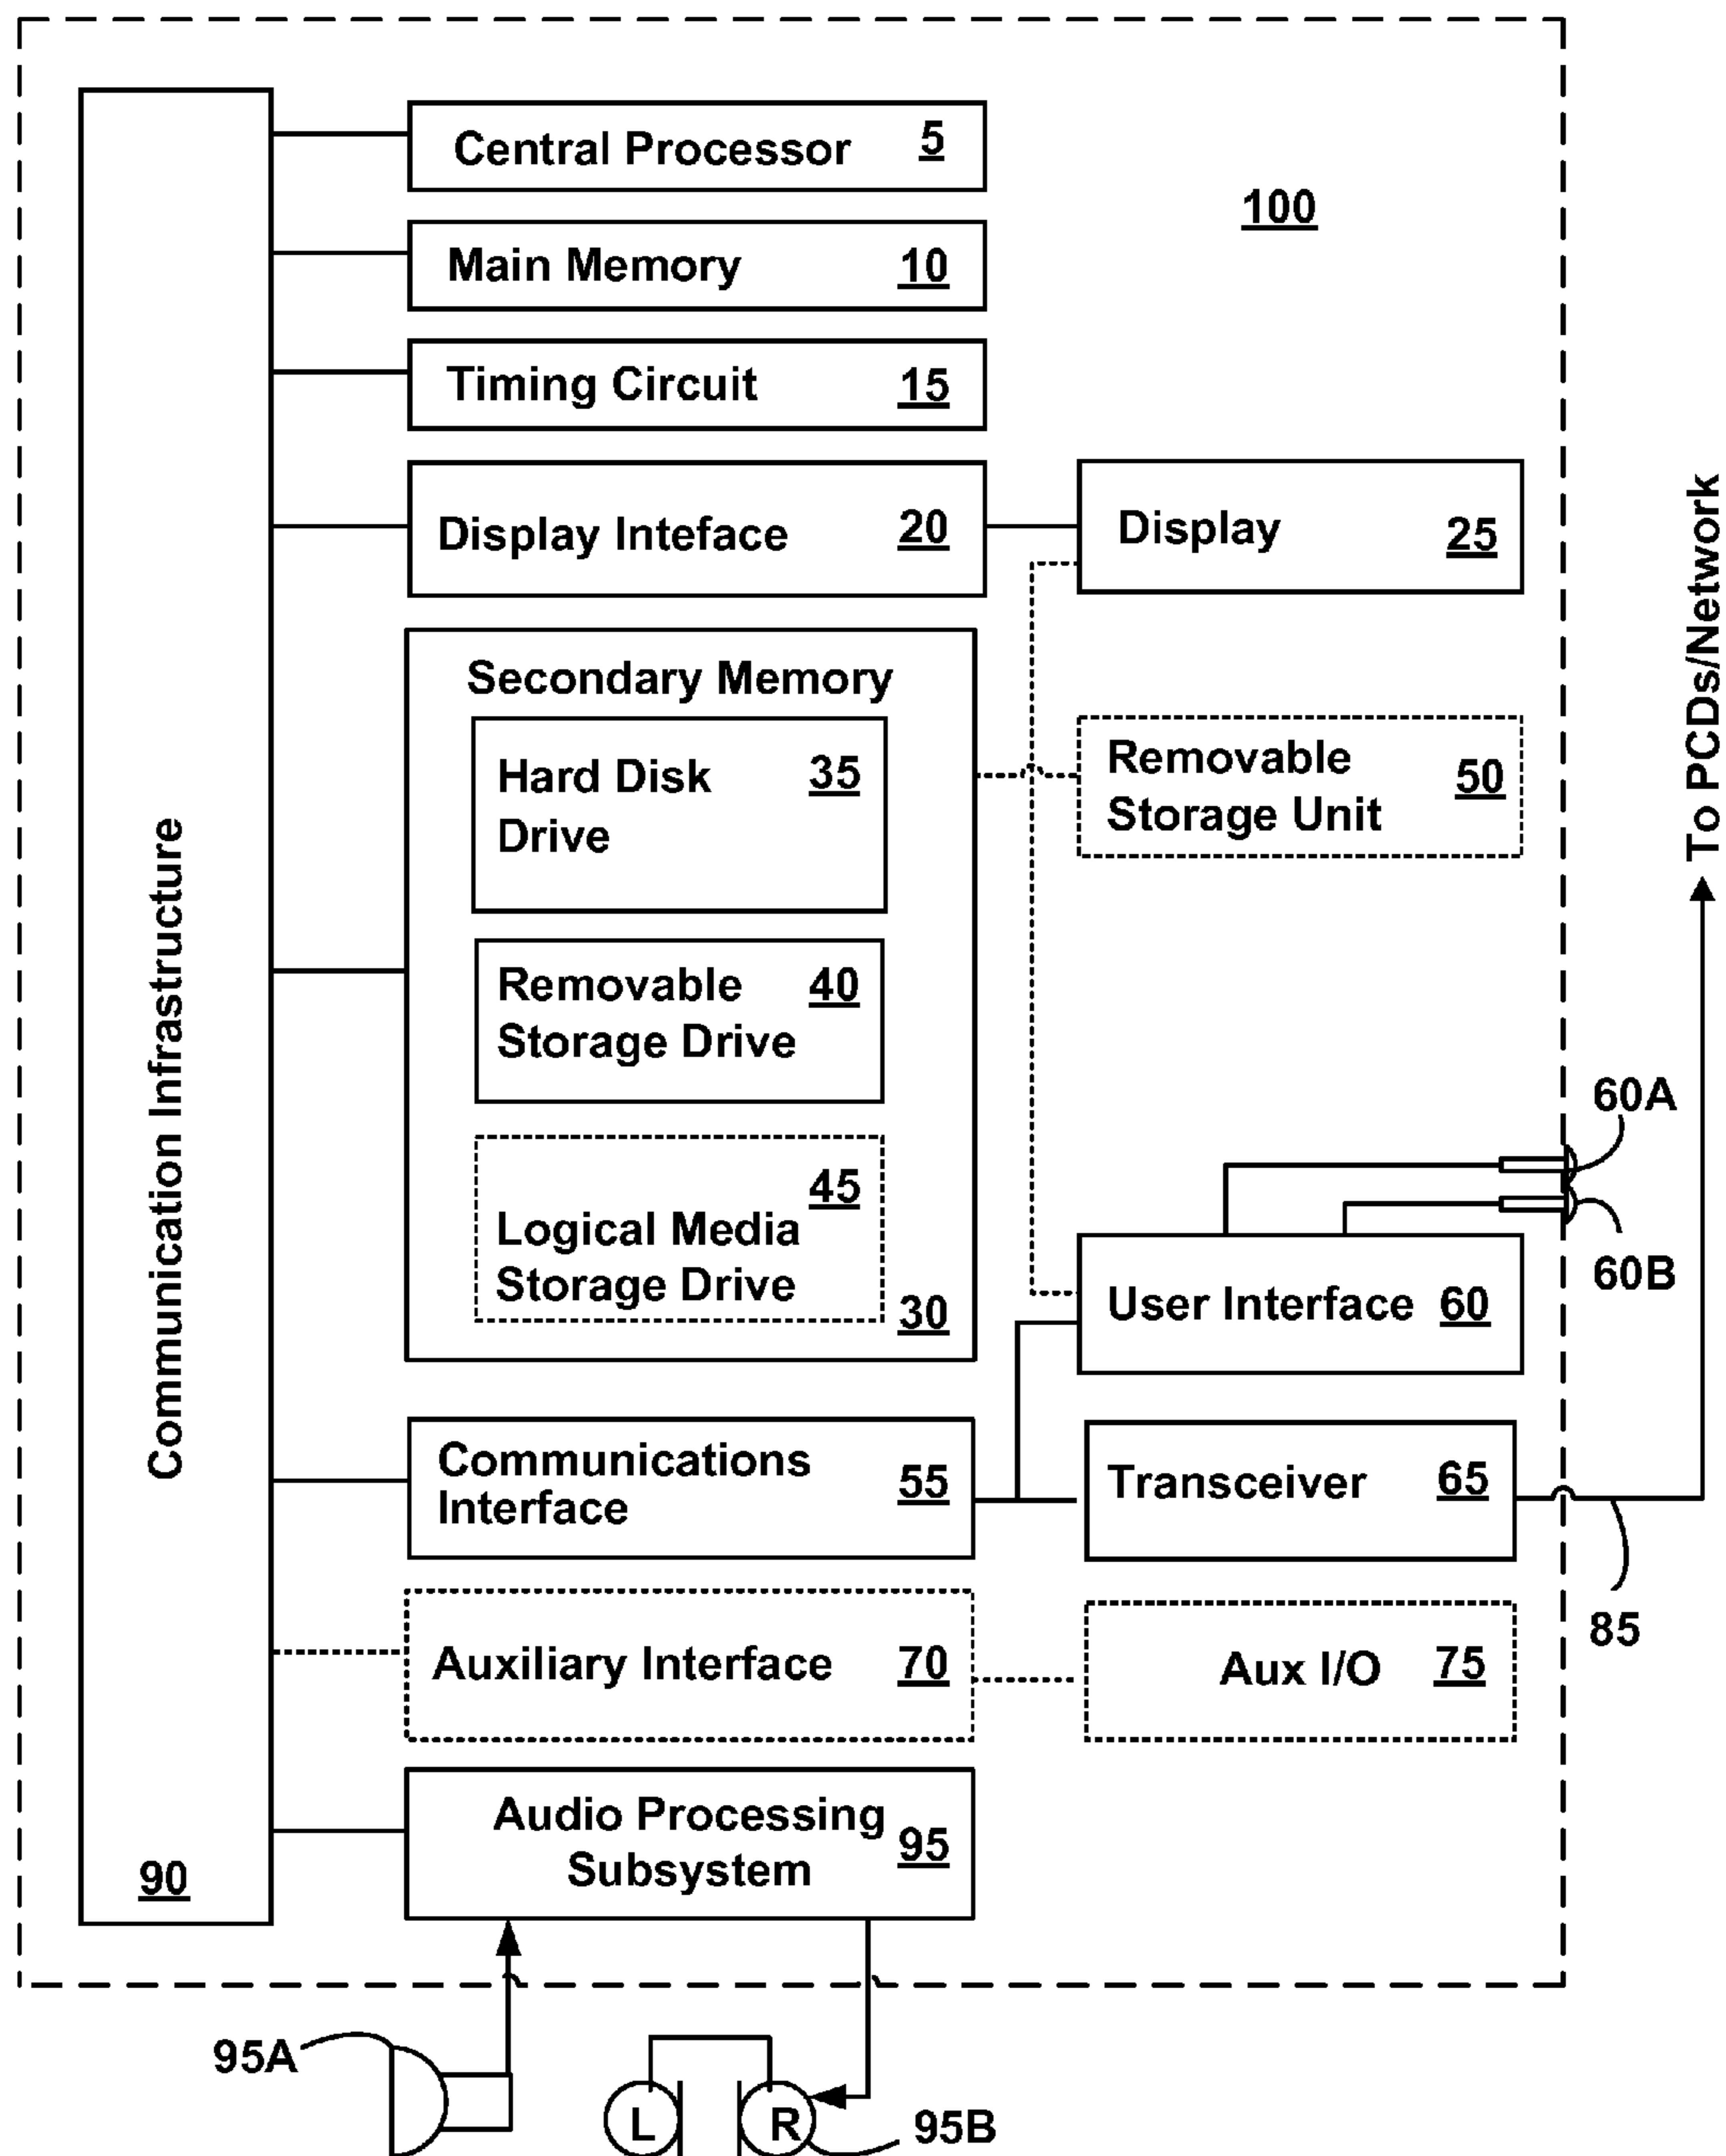 Central Processor 5
100
Main Memory 10
Timing Circuit 15
Display Inteface 20
Display 25
To PCDs/Network
Secondary Memory
Hard Disk 35
Drive
Removable
Storage Unit 50
Communication Infrastructure
Removable 40
Storage Drive
60A
45
Logical Media
Storage Drive
30
60B
User Interface 60
Communications
Interface 55
Transceiver 65
85
Auxiliary Interface 70
Aux I/O 75
Audio Processing
Subsystem 95
90
95A
L
R
95B